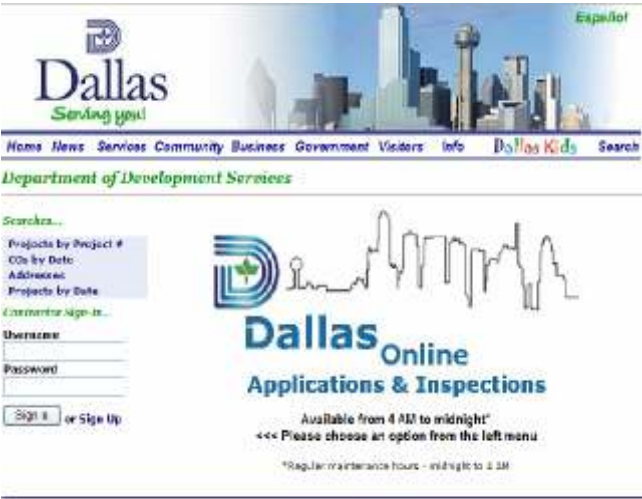 Español
Dallas
Serving you!
Home News Services Community Business Government Visitors Info Dallas Kids Search
Department of Development Services
Searches...
Projects by Project #
COs by Date
Addresses
Projects by Date
Contractor Sign-In...
Username
Password
Sign In or Sign Up
Dallas Online
Applications & Inspections
Available from 4 AM to midnight*
<<< Please choose an option from the left menu
*Regular maintenance hours - midnight to